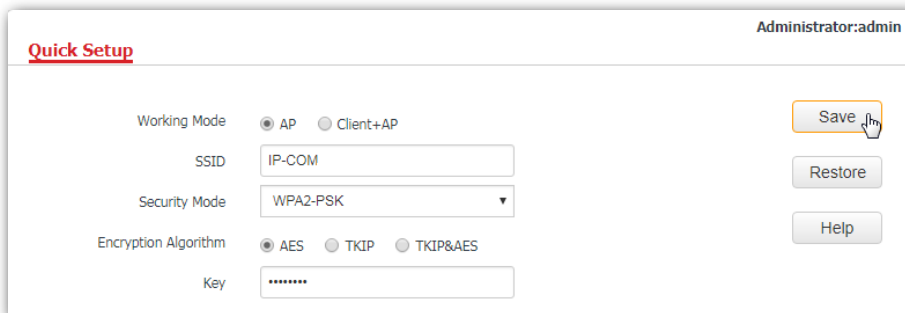 Administrator:admin
Quick Setup
Working Mode AP Client+AP
Save
SSID IP-COM
Restore
Security Mode WPA2-PSK
Help
Encryption Algorithm AES TKIP TKIP&AES
Key ••••••••